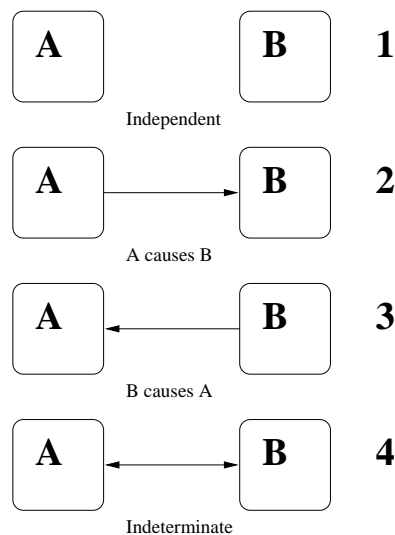 A B 1
Independent
A B 2
A causes B
A B 3
B causes A
A B 4
Indeterminate